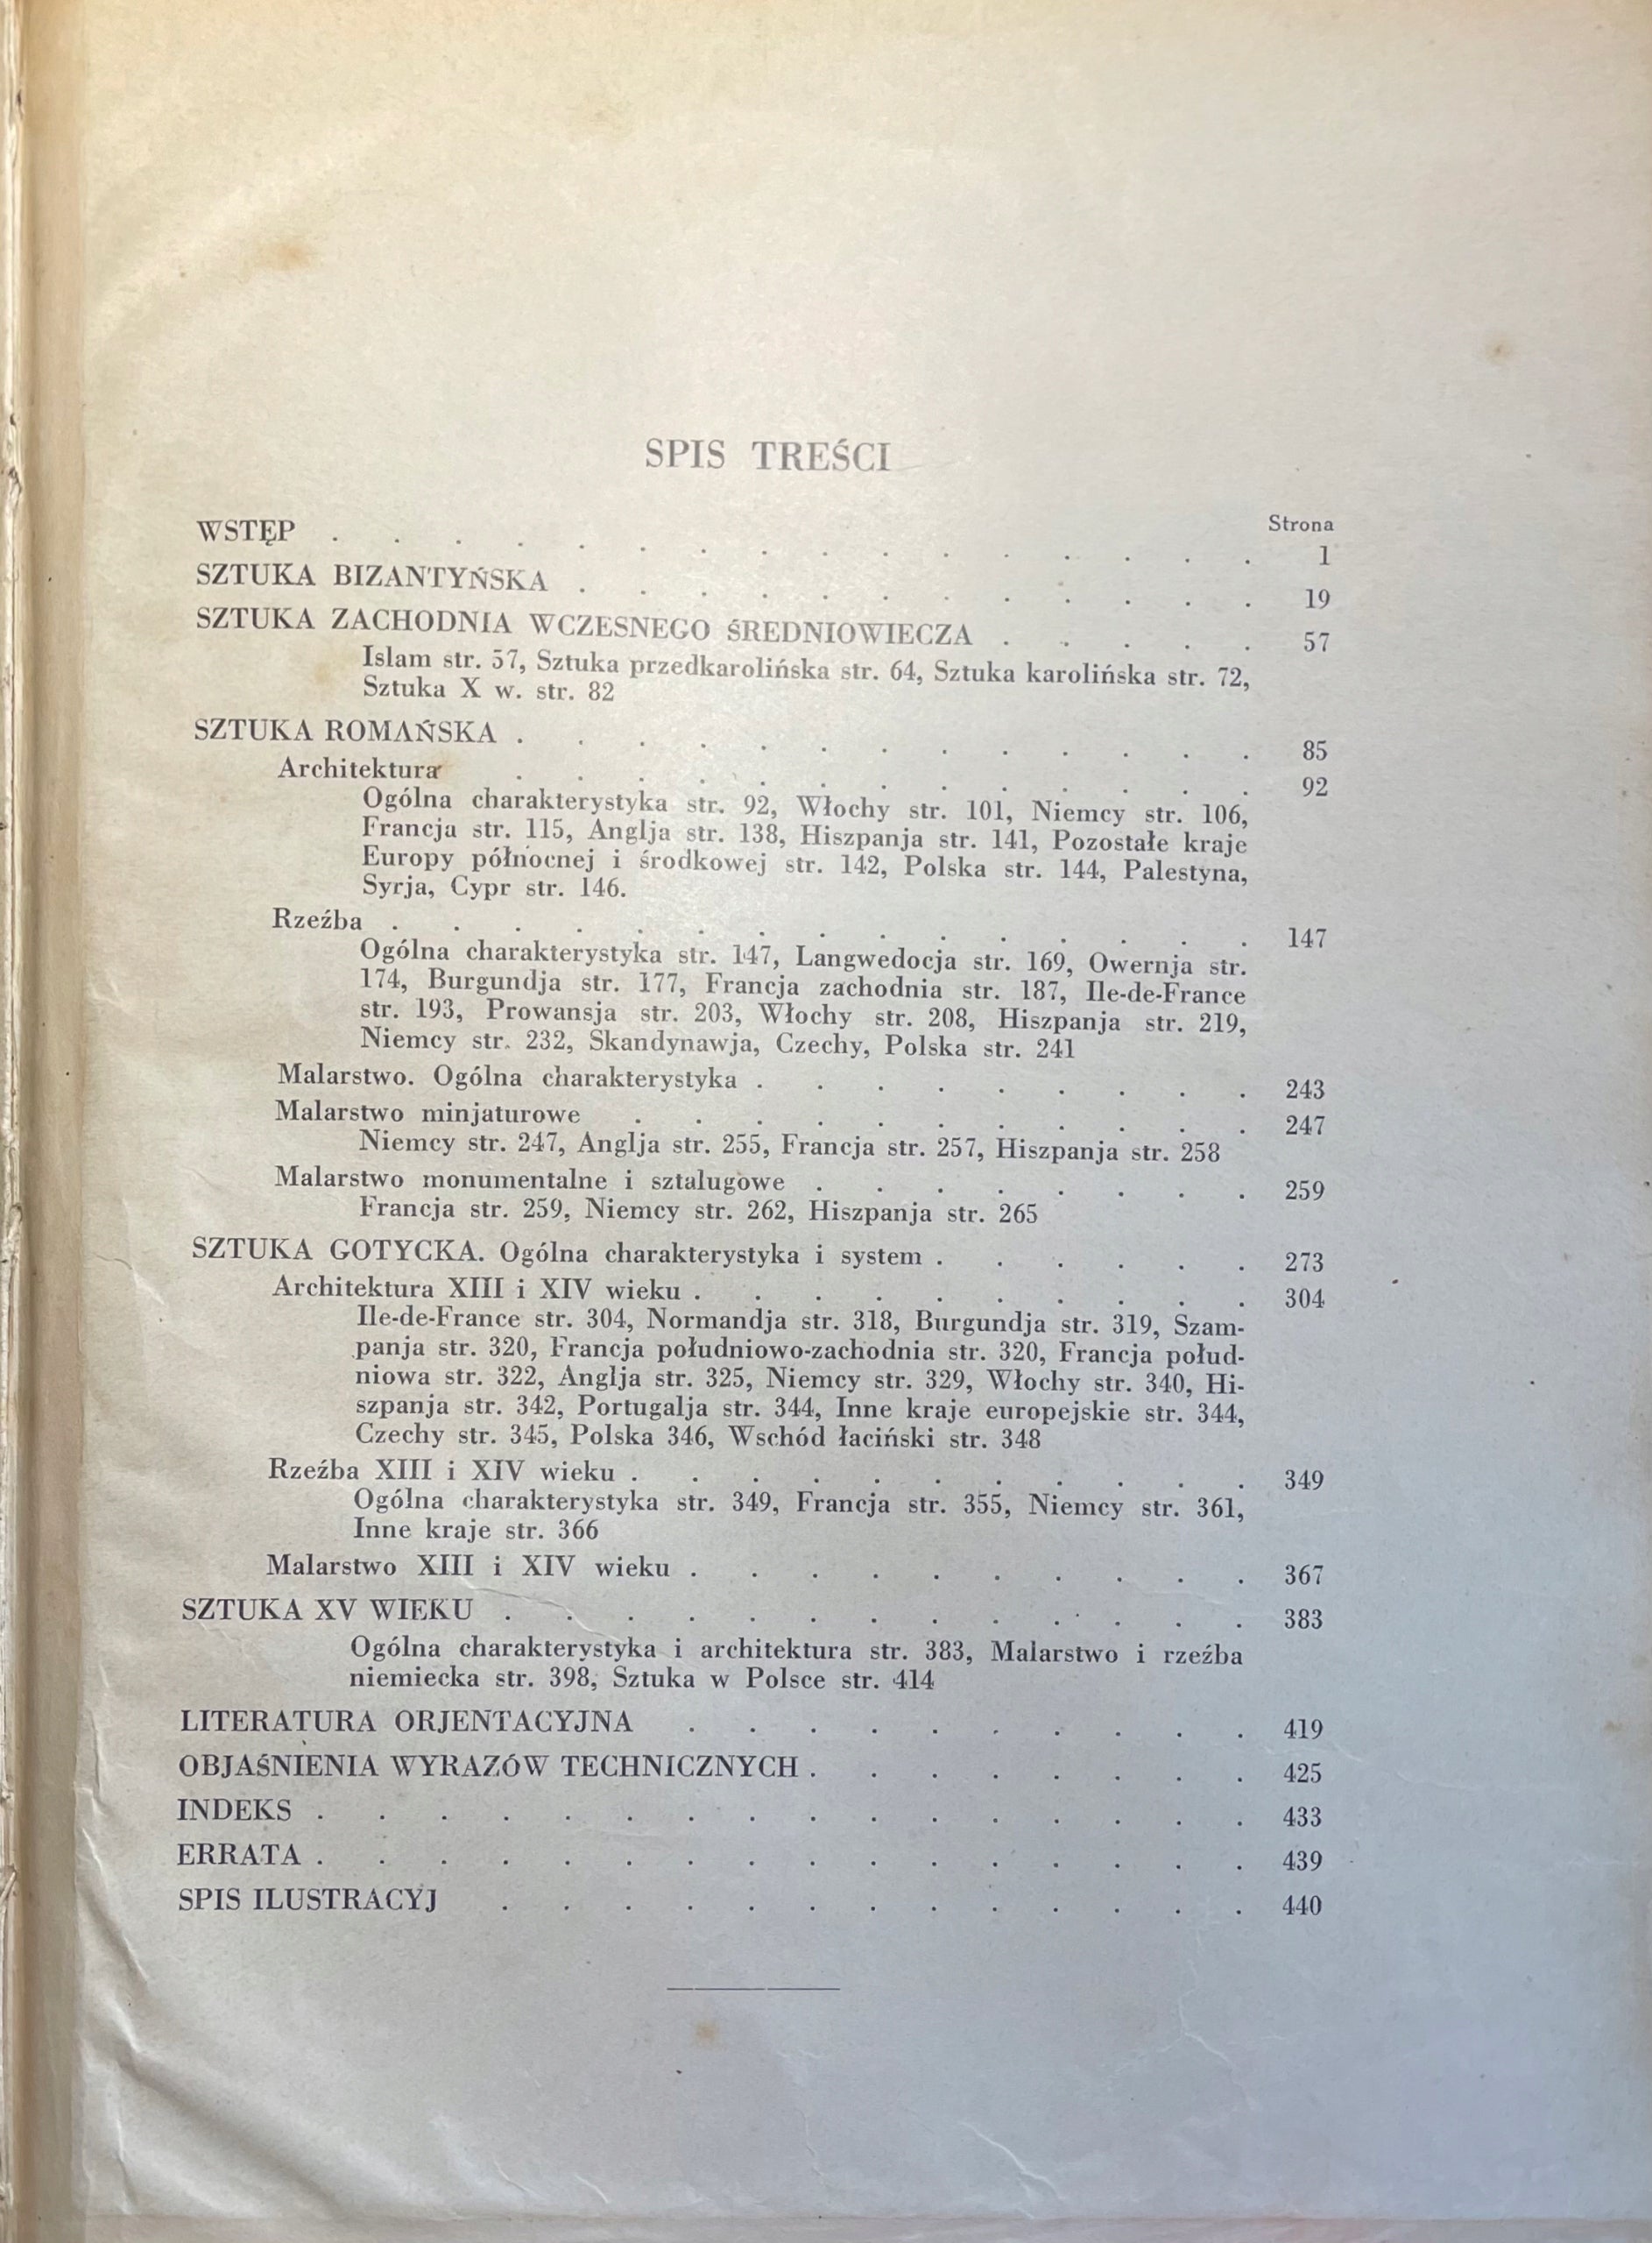 SPIS TREŚCI
Strona
WSTĘP . . . . . . . . . . . . . . . . 1
SZTUKA BIZANTYŃSKA . . . . . . . . . . . . 19
SZTUKA ZACHODNIA WCZESNEGO ŚREDNIOWIECZA . . . . . 57
Islam str. 57, Sztuka przedkarolińska str. 64, Sztuka karolińska str. 72,
Sztuka X w. str. 82
SZTUKA ROMAŃSKA . . . . . . . . . . . . . 85
Architektura . . . . . . . . . . . . . 92
Ogólna charakterystyka str. 92, Włochy str. 101, Niemcy str. 106,
Francja str. 115, Anglja str. 138, Hiszpanja str. 141, Pozostałe kraje
Europy północnej i środkowej str. 142, Polska str. 144, Palestyna,
Syrja, Cypr str. 146.
Rzeźba . . . . . . . . . . . . . . . 147
Ogólna charakterystyka str. 147, Langwedocja str. 169, Owernja str.
174, Burgundja str. 177, Francja zachodnia str. 187, Ile-de-France
str. 193, Prowansja str. 203, Włochy str. 208, Hiszpanja str. 219,
Niemcy str. 232, Skandynawja, Czechy, Polska str. 241
Malarstwo. Ogólna charakterystyka . . . . . . . . . 243
Malarstwo minjaturowe . . . . . . . . . . . 247
Niemcy str. 247, Anglja str. 255, Francja str. 257, Hiszpanja str. 258
Malarstwo monumentalne i sztalugowe . . . . . . . . 259
Francja str. 259, Niemcy str. 262, Hiszpanja str. 265
SZTUKA GOTYCKA. Ogólna charakterystyka i system . . . . . . 273
Architektura XIII i XIV wieku . . . . . . . . . . 304
Ile-de-France str. 304, Normandja str. 318, Burgundja str. 319, Szam-
panja str. 320, Francja południowo-zachodnia str. 320, Francja połud-
niowa str. 322, Anglja str. 325, Niemcy str. 329, Włochy str. 340, Hi-
szpanja str. 342, Portugalja str. 344, Inne kraje europejskie str. 344,
Czechy str. 345, Polska 346, Wschód łaciński str. 348
Rzeźba XIII i XIV wieku . . . . . . . . . . . 349
Ogólna charakterystyka str. 349, Francja str. 355, Niemcy str. 361,
Inne kraje str. 366
Malarstwo XIII i XIV wieku . . . . . . . . . . 367
SZTUKA XV WIEKU . . . . . . . . . . . . . 383
Ogólna charakterystyka i architektura str. 383, Malarstwo i rzeźba
niemiecka str. 398, Sztuka w Polsce str. 414
LITERATURA ORJENTACYJNA . . . . . . . . . . 419
OBJAŚNIENIA WYRAZÓW TECHNICZNYCH . . . . . . . . 425
INDEKS . . . . . . . . . . . . . . . . 433
ERRATA . . . . . . . . . . . . . . . . 439
SPIS ILUSTRACYJ . . . . . . . . . . . . . 440